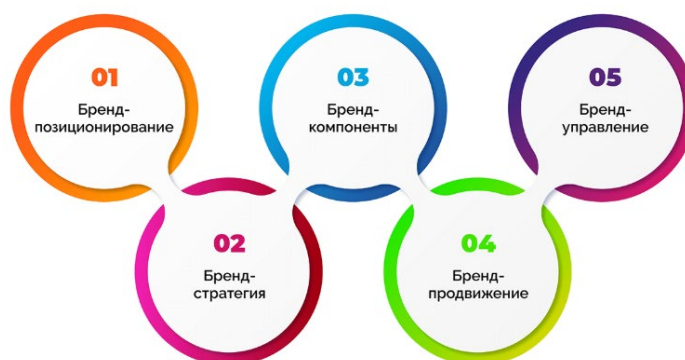 01
Бренд-
позиционирование
02
Бренд-
стратегия
03
Бренд-
компоненты
04
Бренд-
продвижение
05
Бренд-
управление